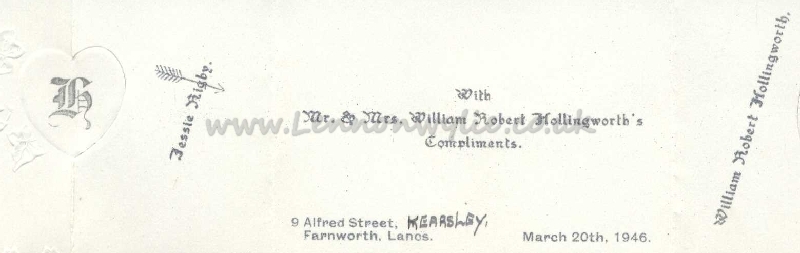 H
Jessie Rigby.
With
Mr. & Mrs. William Robert Hollingworth's
Compliments.
www.Lennonwylie.co.uk
9 Alfred Street, KEARSLEY,
Farnworth, Lancs.
March 20th, 1946.
William Robert Hollingworth.